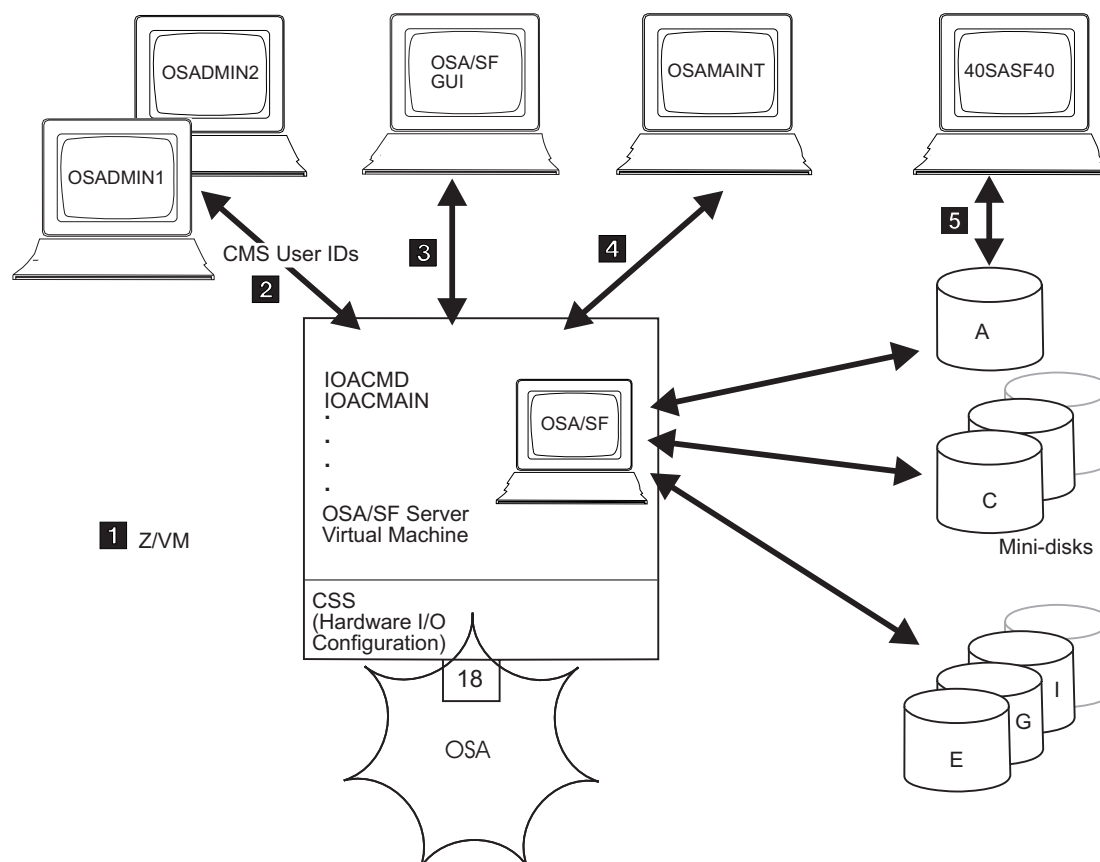 OSADMIN2
OSA/SF
GUI
OSAMAINT
40SASF40
OSADMIN1
CMS User IDs
2
3
4
5
A
IOACMD
IOACMAIN
.
.
.
.
OSA/SF
C
OSA/SF Server
Virtual Machine
1 Z/VM
Mini-disks
CSS
(Hardware I/O
Configuration)
18
OSA
I
G
E